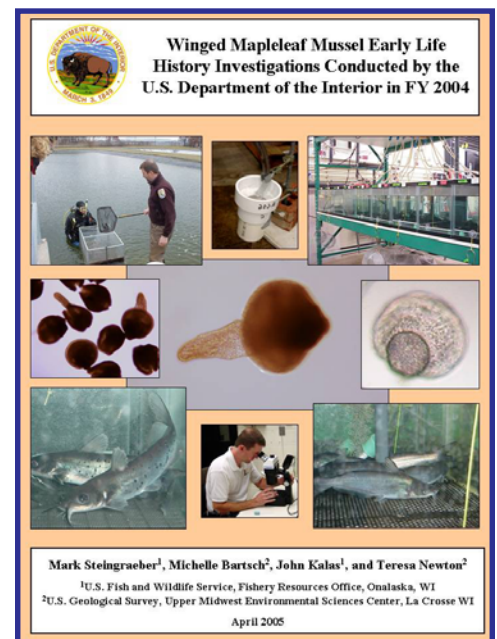 U.S. DEPARTMENT OF THE INTERIOR
MARCH 3, 1849
Winged Mapleleaf Mussel Early Life
History Investigations Conducted by the
U.S. Department of the Interior in FY 2004
Mark Steingraeber¹, Michelle Bartsch², John Kalas¹, and Teresa Newton²
¹U.S. Fish and Wildlife Service, Fishery Resources Office, Onalaska, WI
²U.S. Geological Survey, Upper Midwest Environmental Sciences Center, La Crosse WI
April 2005